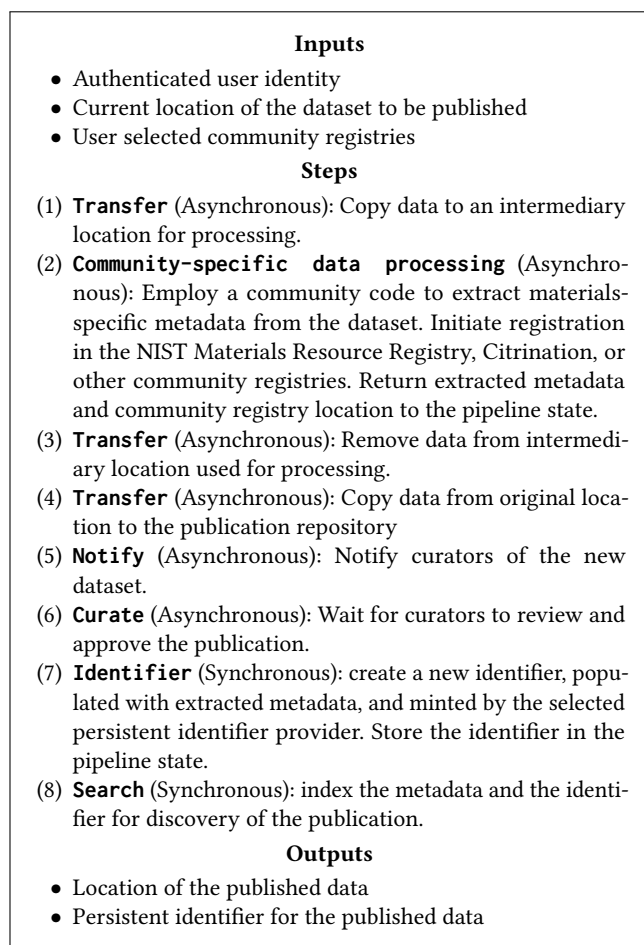 Inputs
• Authenticated user identity
• Current location of the dataset to be published
• User selected community registries
Steps
(1) Transfer (Asynchronous): Copy data to an intermediary
location for processing.
(2) Community-specific data processing (Asynchro-
nous): Employ a community code to extract materials-
specific metadata from the dataset. Initiate registration
in the NIST Materials Resource Registry, Citrination, or
other community registries. Return extracted metadata
and community registry location to the pipeline state.
(3) Transfer (Asynchronous): Remove data from intermedi-
ary location used for processing.
(4) Transfer (Asynchronous): Copy data from original loca-
tion to the publication repository
(5) Notify (Asynchronous): Notify curators of the new
dataset.
(6) Curate (Asynchronous): Wait for curators to review and
approve the publication.
(7) Identifier (Synchronous): create a new identifier, popu-
lated with extracted metadata, and minted by the selected
persistent identifier provider. Store the identifier in the
pipeline state.
(8) Search (Synchronous): index the metadata and the identi-
fier for discovery of the publication.
Outputs
• Location of the published data
• Persistent identifier for the published data